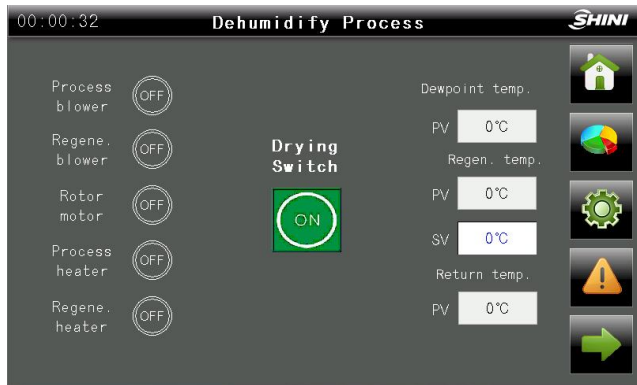 00:00:32
Dehumidify Process
SHINI
Process
blower
OFF
Regene.
blower
OFF
Rotor
motor
OFF
Process
heater
OFF
Regene.
heater
OFF
Drying
Switch
ON
Dewpoint temp.
PV 0℃
Regen. temp.
PV 0℃
SV 0℃
Return temp.
PV 0℃